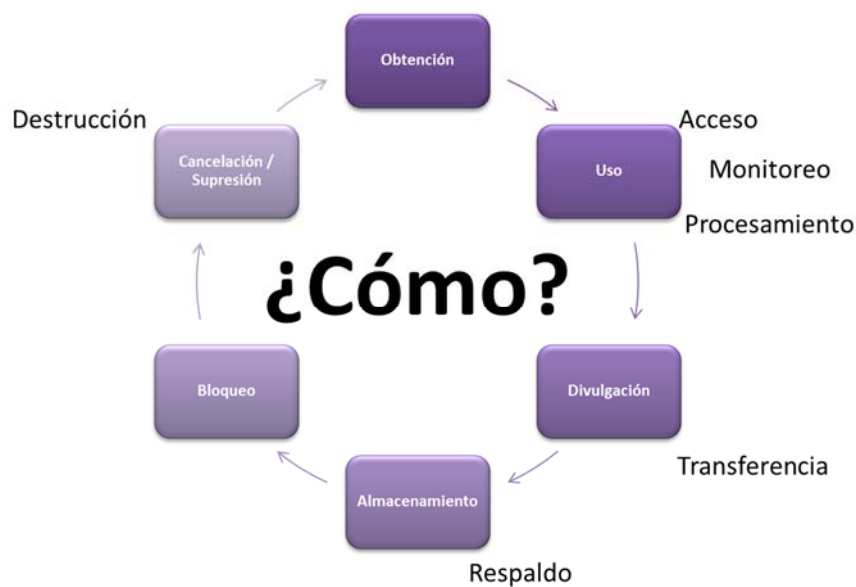 Obtención
Destrucción
Acceso
Cancelación /
Supresión
Uso
Monitoreo
Procesamiento
¿Cómo?
Bloqueo
Divulgación
Transferencia
Almacenamiento
Respaldo